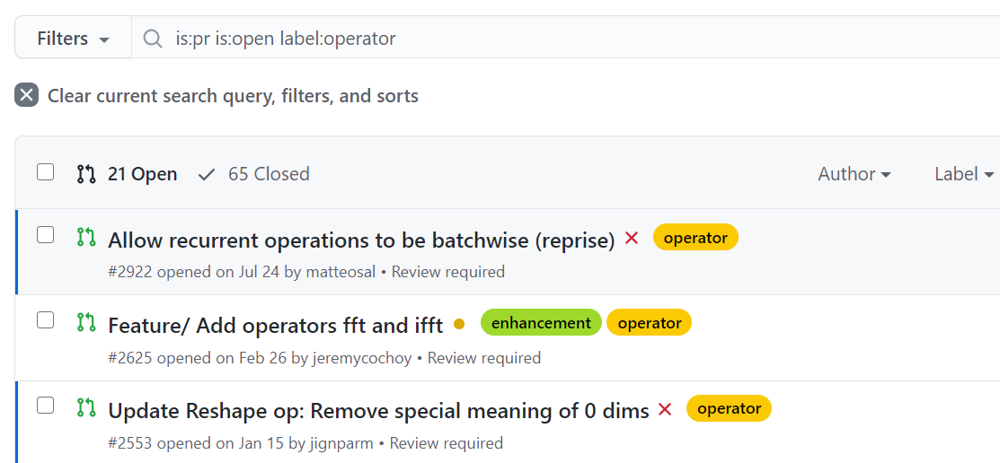 Filters is:pr is:open label:operator
Clear current search query, filters, and sorts
21 Open 65 Closed Author Label
Allow recurrent operations to be batchwise (reprise) operator
#2922 opened on Jul 24 by matteosal • Review required
Feature/ Add operators fft and ifft enhancement operator
#2625 opened on Feb 26 by jeremycochoy • Review required
Update Reshape op: Remove special meaning of 0 dims operator
#2553 opened on Jan 15 by jignparm • Review required